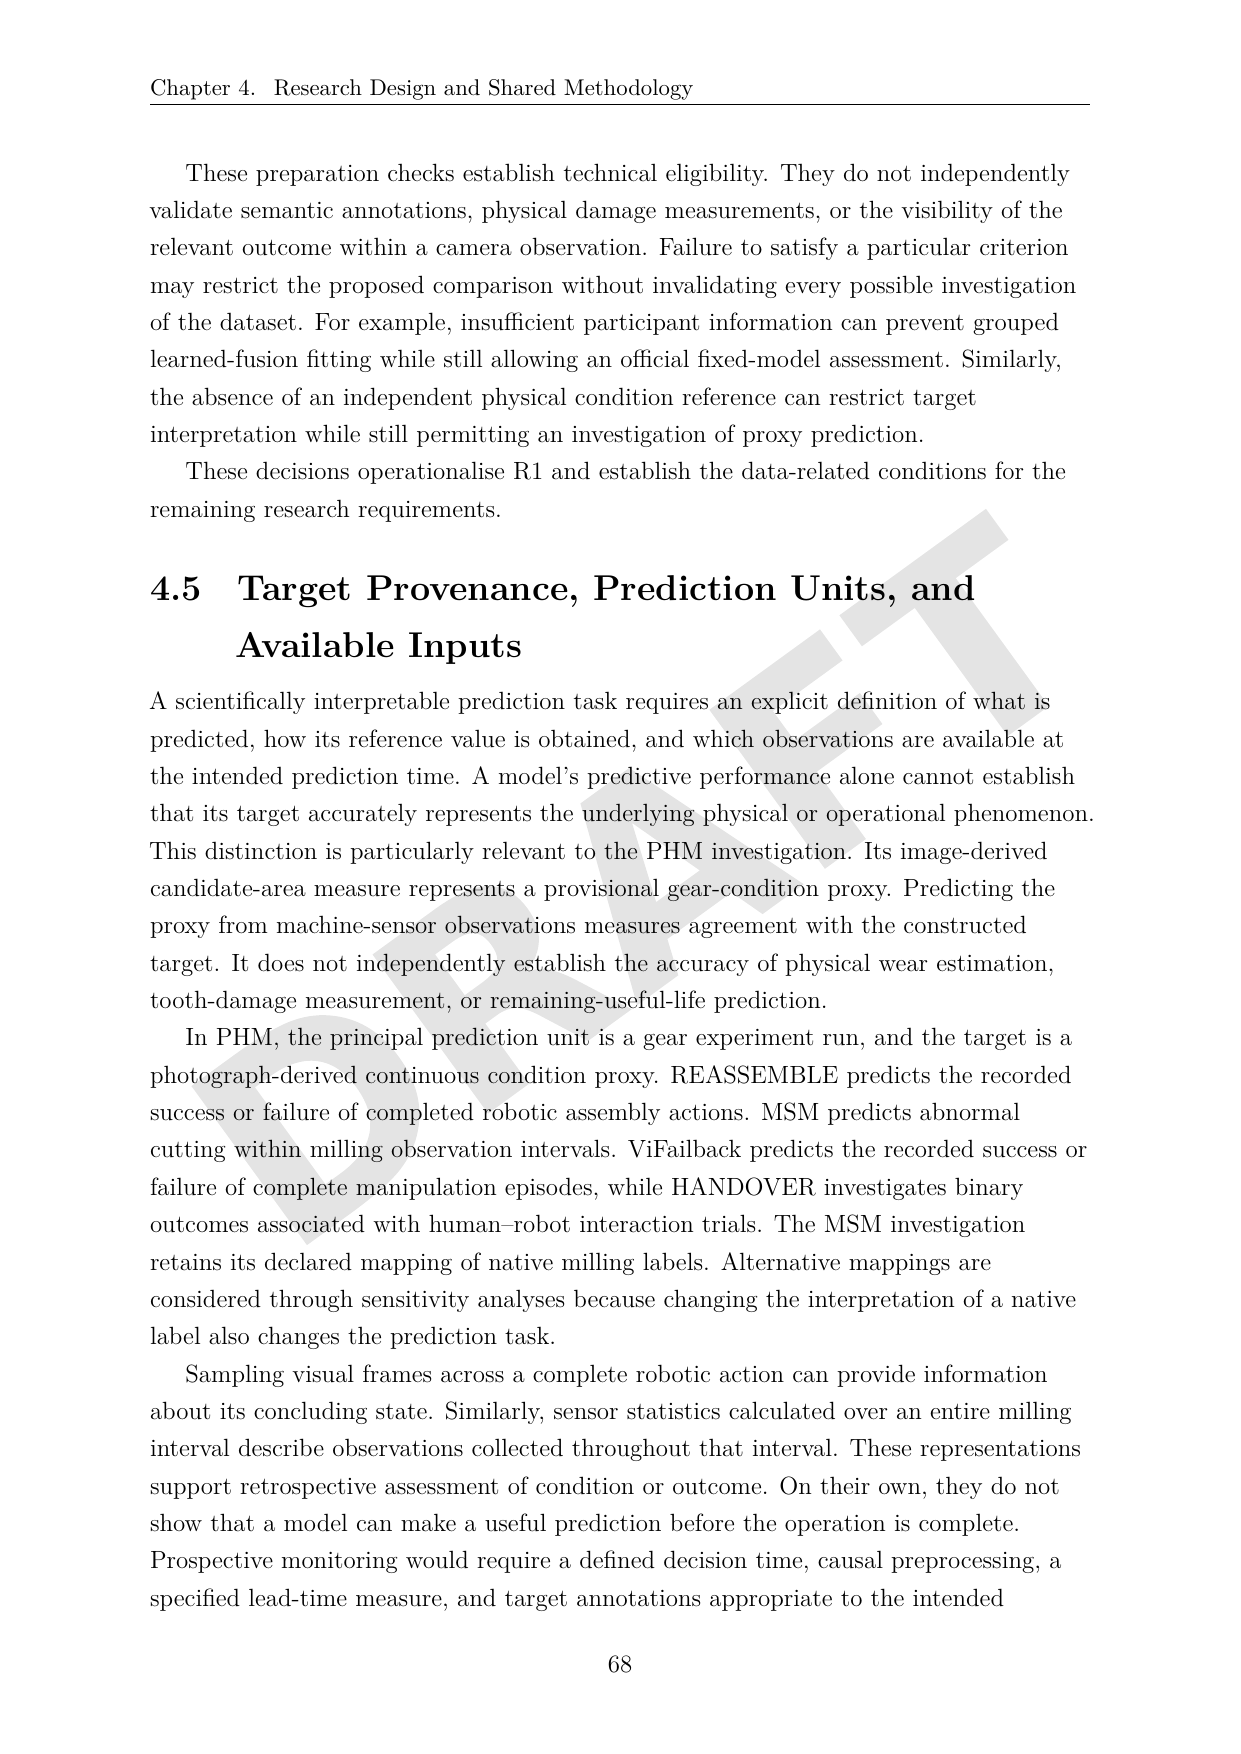 Chapter 4. Research Design and Shared Methodology
These preparation checks establish technical eligibility. They do not independently
validate semantic annotations, physical damage measurements, or the visibility of the
relevant outcome within a camera observation. Failure to satisfy a particular criterion
may restrict the proposed comparison without invalidating every possible investigation
of the dataset. For example, insufficient participant information can prevent grouped
learned-fusion fitting while still allowing an official fixed-model assessment. Similarly,
the absence of an independent physical condition reference can restrict target
interpretation while still permitting an investigation of proxy prediction.
These decisions operationalise R1 and establish the data-related conditions for the
remaining research requirements.
4.5 Target Provenance, Prediction Units, and
Available Inputs
A scientifically interpretable prediction task requires an explicit definition of what is
predicted, how its reference value is obtained, and which observations are available at
the intended prediction time. A model's predictive performance alone cannot establish
that its target accurately represents the underlying physical or operational phenomenon.
This distinction is particularly relevant to the PHM investigation. Its image-derived
candidate-area measure represents a provisional gear-condition proxy. Predicting the
proxy from machine-sensor observations measures agreement with the constructed
target. It does not independently establish the accuracy of physical wear estimation,
tooth-damage measurement, or remaining-useful-life prediction.
In PHM, the principal prediction unit is a gear experiment run, and the target is a
photograph-derived continuous condition proxy. REASSEMBLE predicts the recorded
success or failure of completed robotic assembly actions. MSM predicts abnormal
cutting within milling observation intervals. ViFailback predicts the recorded success or
failure of complete manipulation episodes, while HANDOVER investigates binary
outcomes associated with human–robot interaction trials. The MSM investigation
retains its declared mapping of native milling labels. Alternative mappings are
considered through sensitivity analyses because changing the interpretation of a native
label also changes the prediction task.
Sampling visual frames across a complete robotic action can provide information
about its concluding state. Similarly, sensor statistics calculated over an entire milling
interval describe observations collected throughout that interval. These representations
support retrospective assessment of condition or outcome. On their own, they do not
show that a model can make a useful prediction before the operation is complete.
Prospective monitoring would require a defined decision time, causal preprocessing, a
specified lead-time measure, and target annotations appropriate to the intended
68
DRAFT